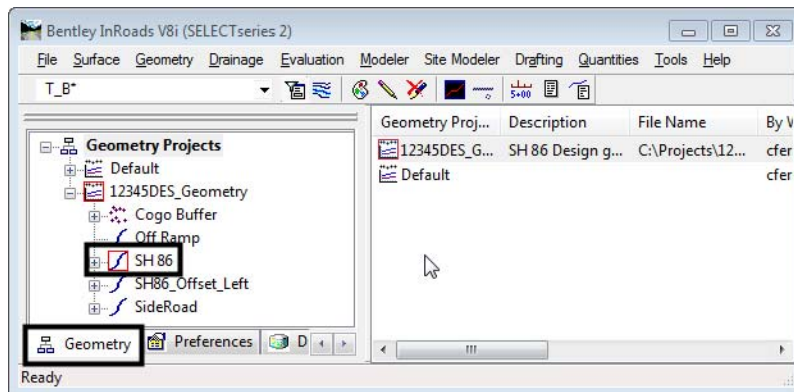 Bentley InRoads V8i (SELECTseries 2)
File Surface Geometry Drainage Evaluation Modeler Site Modeler Drafting Quantities Tools Help
T_B*
5+00
Geometry Proj... Description File Name By W
Geometry Projects
12345DES_G... SH 86 Design g... C:\Projects\12... cfer
Default
Default cfer
12345DES_Geometry
Cogo Buffer
Off Ramp
SH 86
SH86_Offset_Left
SideRoad
Geometry Preferences D
Ready